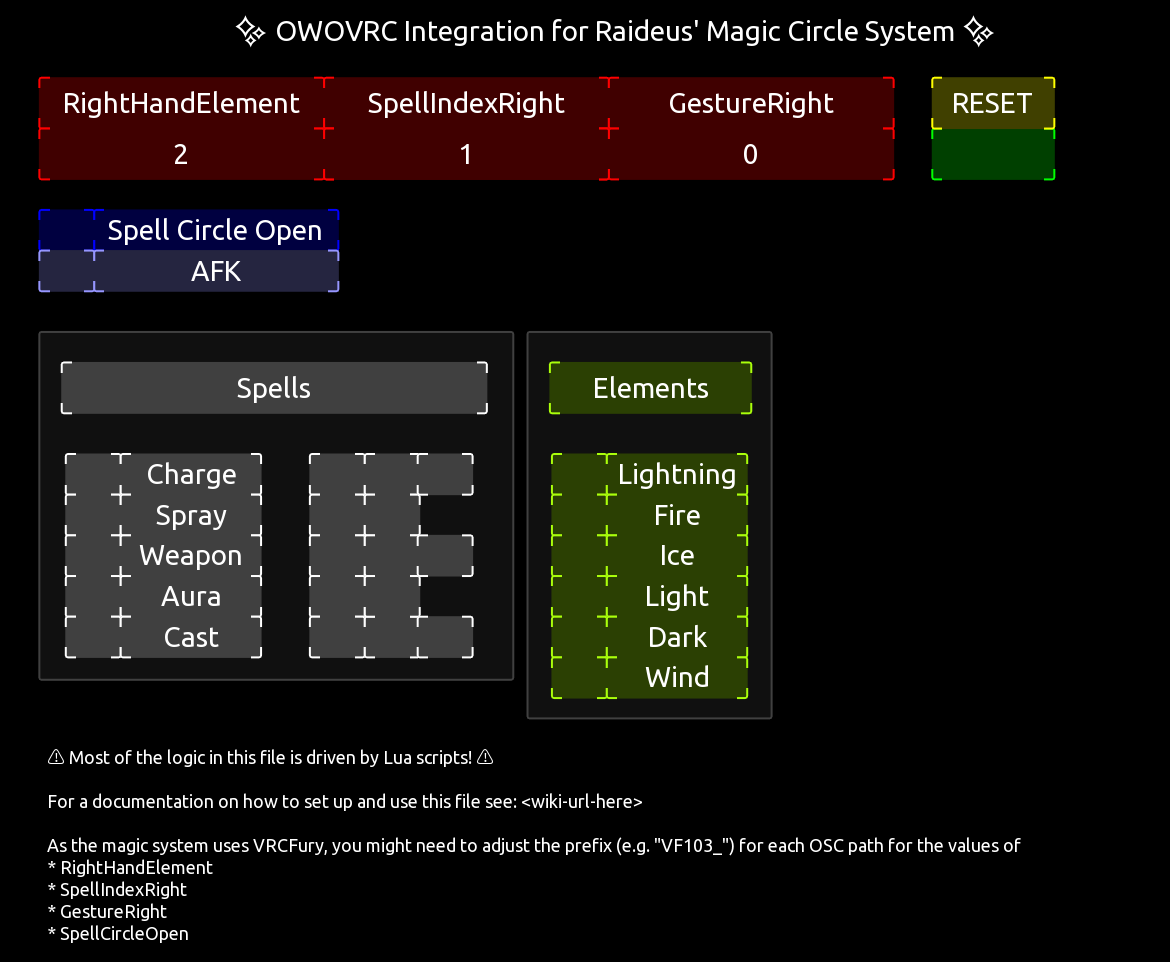 ✨ OWOVRC Integration for Raideus' Magic Circle System ✨
RightHandElement SpellIndexRight GestureRight RESET
2 1 0
Spell Circle Open
AFK
Spells
Charge
Spray
Weapon
Aura
Cast
Elements
Lightning
Fire
Ice
Light
Dark
Wind
⚠ Most of the logic in this file is driven by Lua scripts! ⚠
For a documentation on how to set up and use this file see: <wiki-url-here>
As the magic system uses VRCFury, you might need to adjust the prefix (e.g. "VF103_") for each OSC path for the values of
* RightHandElement
* SpellIndexRight
* GestureRight
* SpellCircleOpen